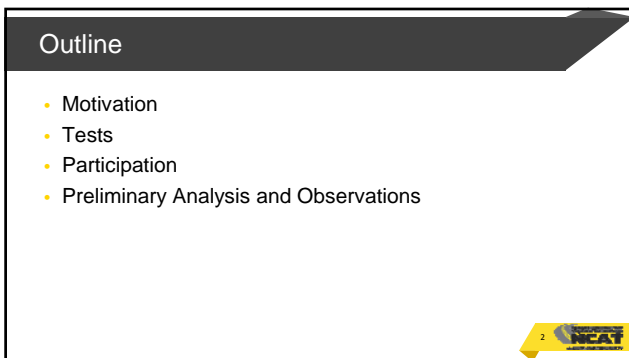 Outline
• Motivation
• Tests
• Participation
• Preliminary Analysis and Observations
2
NCAT